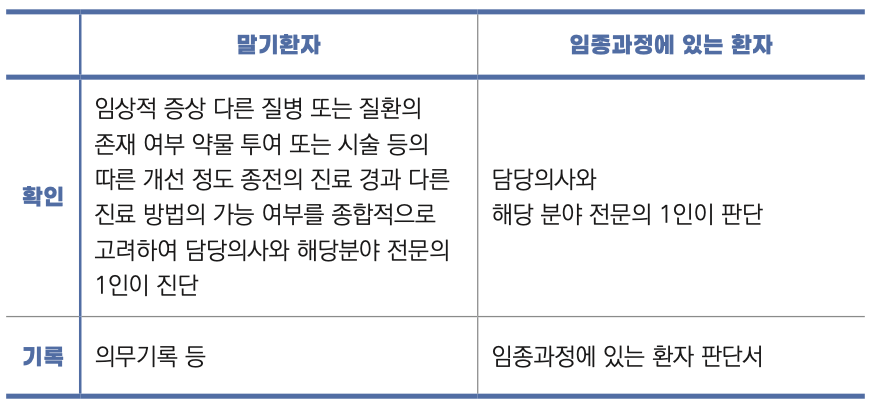 말기환자
임종과정에 있는 환자
확인
임상적 증상 다른 질병 또는 질환의
존재 여부 약물 투여 또는 시술 등의
따른 개선 정도 종전의 진료 경과 다른
진료 방법의 가능 여부를 종합적으로
고려하여 담당의사와 해당분야 전문의
1인이 진단
담당의사와
해당 분야 전문의 1인이 판단
기록
의무기록 등
임종과정에 있는 환자 판단서